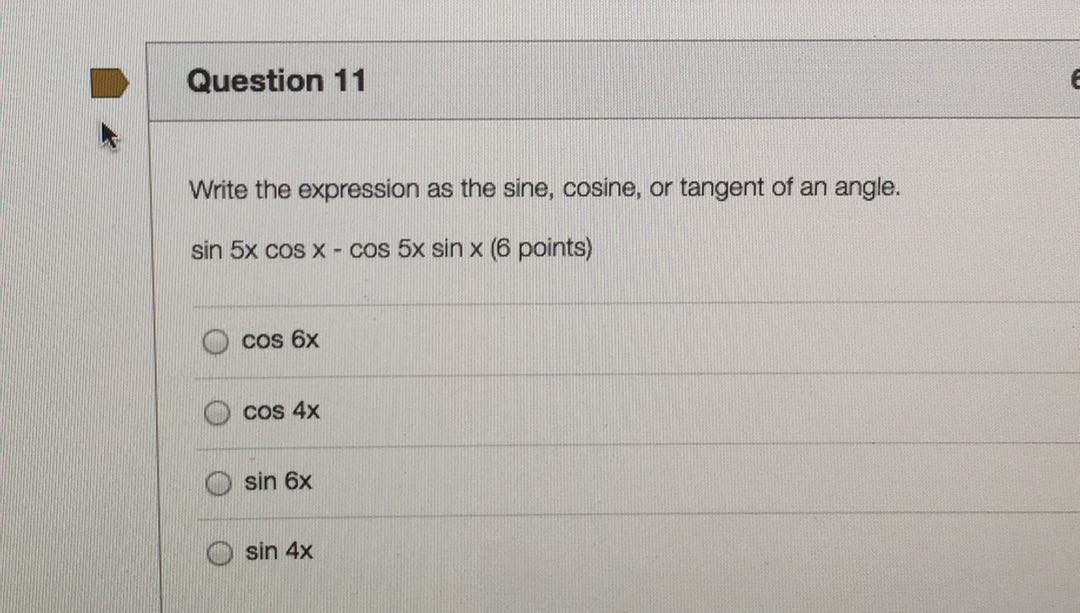 Question 11
Write the expression as the sine, cosine, or tangent of an angle.
sin 5x cos x - cos 5x sin x (6 points)
cos 6x
cos 4x
sin 6x
sin 4x